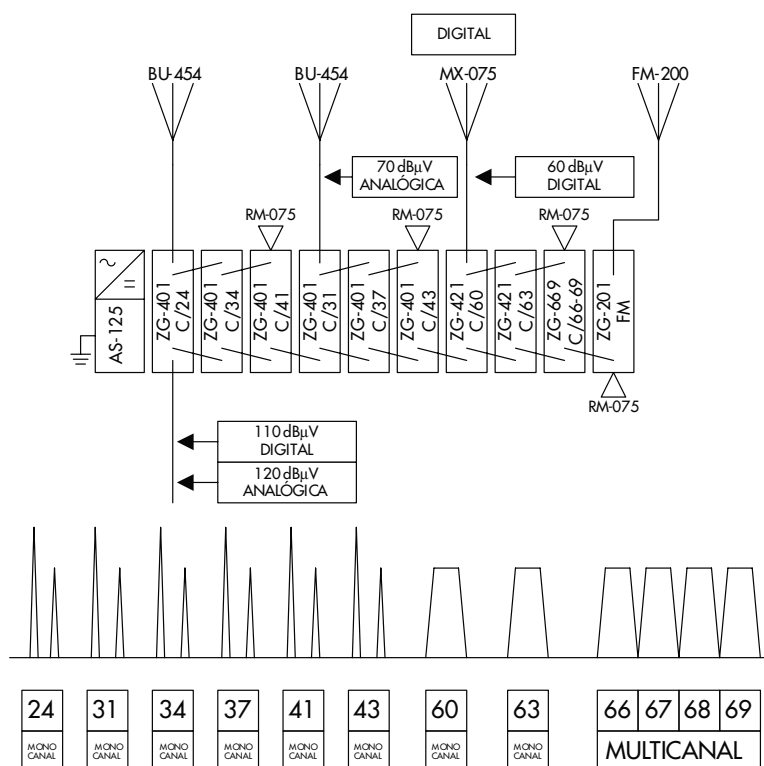 DIGITAL
BU-454
BU-454
MX-075
FM-200
70 dBµV
ANALÓGICA
60 dBµV
DIGITAL
RM-075
RM-075
RM-075
AS-125
ZG-401
C/24
ZG-401
C/34
ZG-401
C/41
ZG-401
C/31
ZG-401
C/37
ZG-401
C/43
ZG-421
C/60
ZG-421
C/63
ZG-669
C/66-69
ZG-201
FM
RM-075
110 dBµV
DIGITAL
120 dBµV
ANALÓGICA
24 31 34 37 41 43 60 63 66 67 68 69
MONO MONO MONO MONO MONO MONO MONO MONO
CANAL CANAL CANAL CANAL CANAL CANAL CANAL CANAL
MULTICANAL